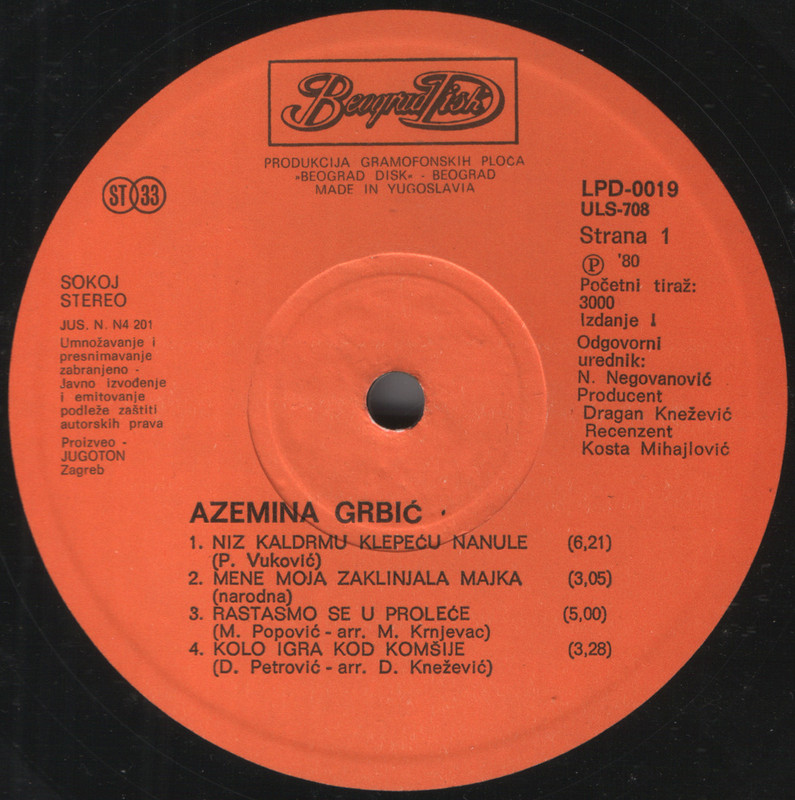 Beograd Disk
PRODUKCIJA GRAMOFONSKIH PLOČA
»BEOGRAD DISK« - BEOGRAD
MADE IN YUGOSLAVIA
ST 33
LPD-0019
ULS-708
Strana 1
Ⓟ '80
Početni tiraž:
3000
Izdanje I
Odgovorni
urednik:
N. Negovanović
Producent
Dragan Knežević
Recenzent
Kosta Mihajlović
SOKOJ
STEREO
JUS. N. N4 201
Umnožavanje i
presnimavanje
zabranjeno -
Javno izvođenje
i emitovanje
podleže zaštiti
autorskih prava
Proizveo -
JUGOTON
Zagreb
AZEMINA GRBIĆ
1. NIZ KALDRMU KLEPEĆU NANULE (6,21)
(P. Vuković)
2. MENE MOJA ZAKLINJALA MAJKA (3,05)
(narodna)
3. RASTASMO SE U PROLEĆE (5,00)
(M. Popović - arr. M. Krnjevac)
4. KOLO IGRA KOD KOMŠIJE (3,28)
(D. Petrović - arr. D. Knežević)